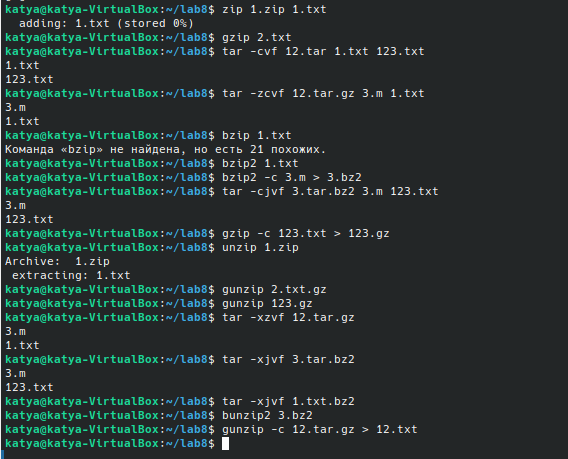 katya@katya-VirtualBox:~/lab8$ zip 1.zip 1.txt
  adding: 1.txt (stored 0%)
katya@katya-VirtualBox:~/lab8$ gzip 2.txt
katya@katya-VirtualBox:~/lab8$ tar -cvf 12.tar 1.txt 123.txt
1.txt
123.txt
katya@katya-VirtualBox:~/lab8$ tar -zcvf 12.tar.gz 3.m 1.txt
3.m
1.txt
katya@katya-VirtualBox:~/lab8$ bzip 1.txt
Команда «bzip» не найдена, но есть 21 похожих.
katya@katya-VirtualBox:~/lab8$ bzip2 1.txt
katya@katya-VirtualBox:~/lab8$ bzip2 -c 3.m > 3.bz2
katya@katya-VirtualBox:~/lab8$ tar -cjvf 3.tar.bz2 3.m 123.txt
3.m
123.txt
katya@katya-VirtualBox:~/lab8$ gzip -c 123.txt > 123.gz
katya@katya-VirtualBox:~/lab8$ unzip 1.zip
Archive:  1.zip
 extracting: 1.txt
katya@katya-VirtualBox:~/lab8$ gunzip 2.txt.gz
katya@katya-VirtualBox:~/lab8$ gunzip 123.gz
katya@katya-VirtualBox:~/lab8$ tar -xzvf 12.tar.gz
3.m
1.txt
katya@katya-VirtualBox:~/lab8$ tar -xjvf 3.tar.bz2
3.m
123.txt
katya@katya-VirtualBox:~/lab8$ tar -xjvf 1.txt.bz2
katya@katya-VirtualBox:~/lab8$ bunzip2 3.bz2
katya@katya-VirtualBox:~/lab8$ gunzip -c 12.tar.gz > 12.txt
katya@katya-VirtualBox:~/lab8$